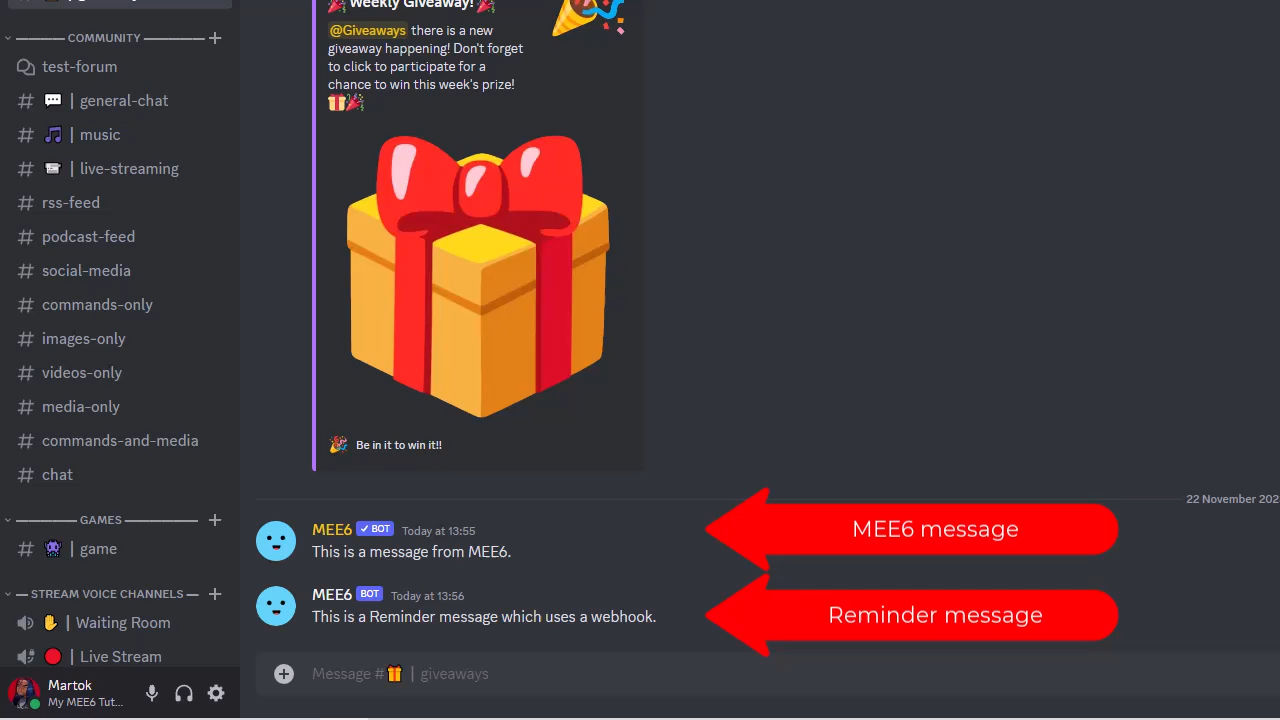 COMMUNITY
test-forum
general-chat
music
live-streaming
rss-feed
podcast-feed
social-media
commands-only
images-only
videos-only
media-only
commands-and-media
chat
GAMES
game
STREAM VOICE CHANNELS
Waiting Room
Live Stream
Martok
My MEE6 Tut...
Weekly Giveaway!
@Giveaways there is a new
giveaway happening! Don't forget
to click to participate for a
chance to win this week's prize!
Be in it to win it!!
22 November 202
MEE6 ✓ BOT Today at 13:55
This is a message from MEE6.
MEE6 message
MEE6 BOT Today at 13:56
This is a Reminder message which uses a webhook.
Reminder message
Message # | giveaways